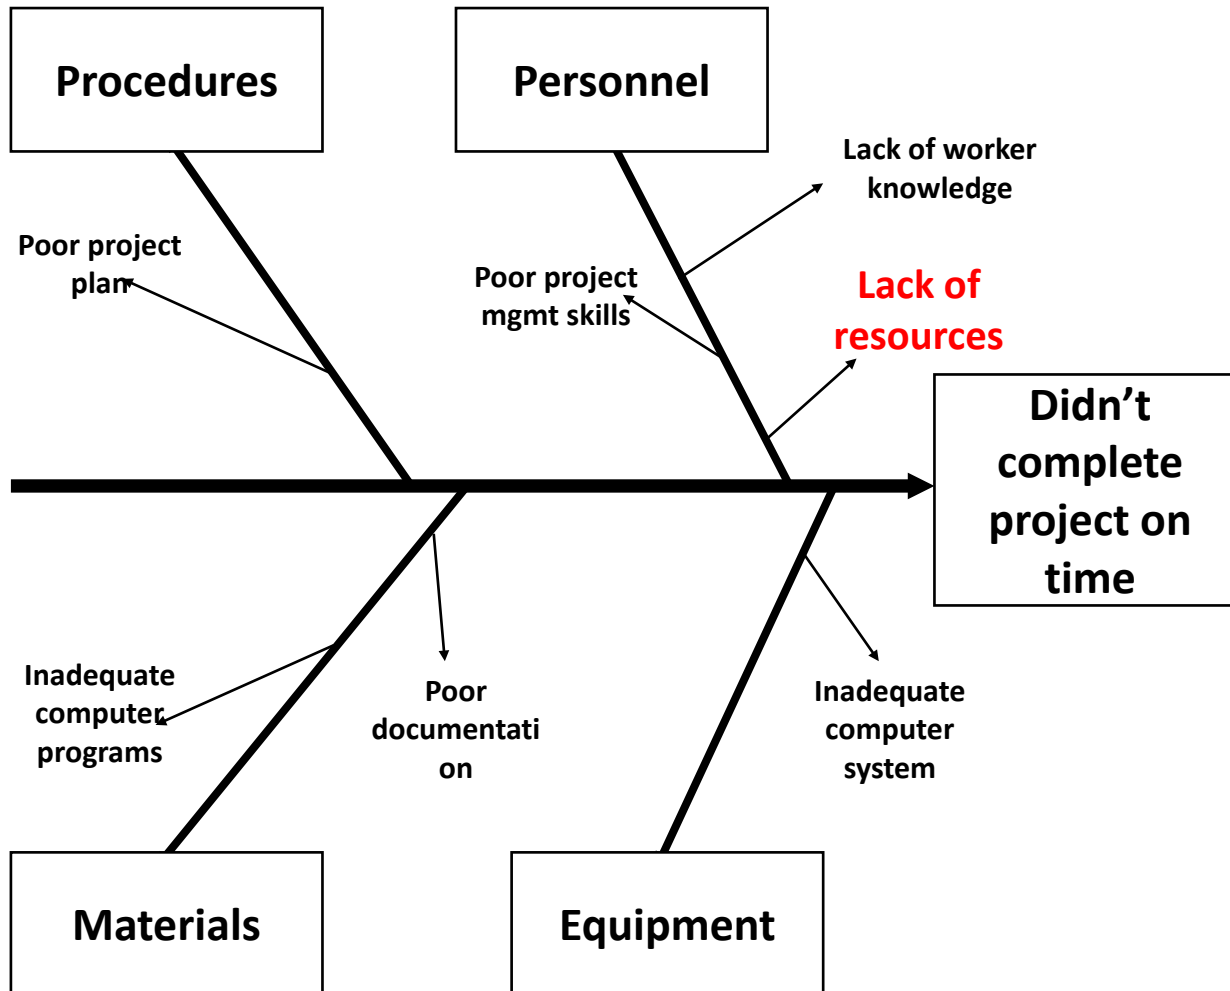 Procedures
Personnel
Lack of worker
knowledge
Poor project
plan
Poor project
mgmt skills
Lack of
resources
Didn’t
complete
project on
time
Inadequate
computer
programs
Poor
documentati
on
Inadequate
computer
system
Materials
Equipment